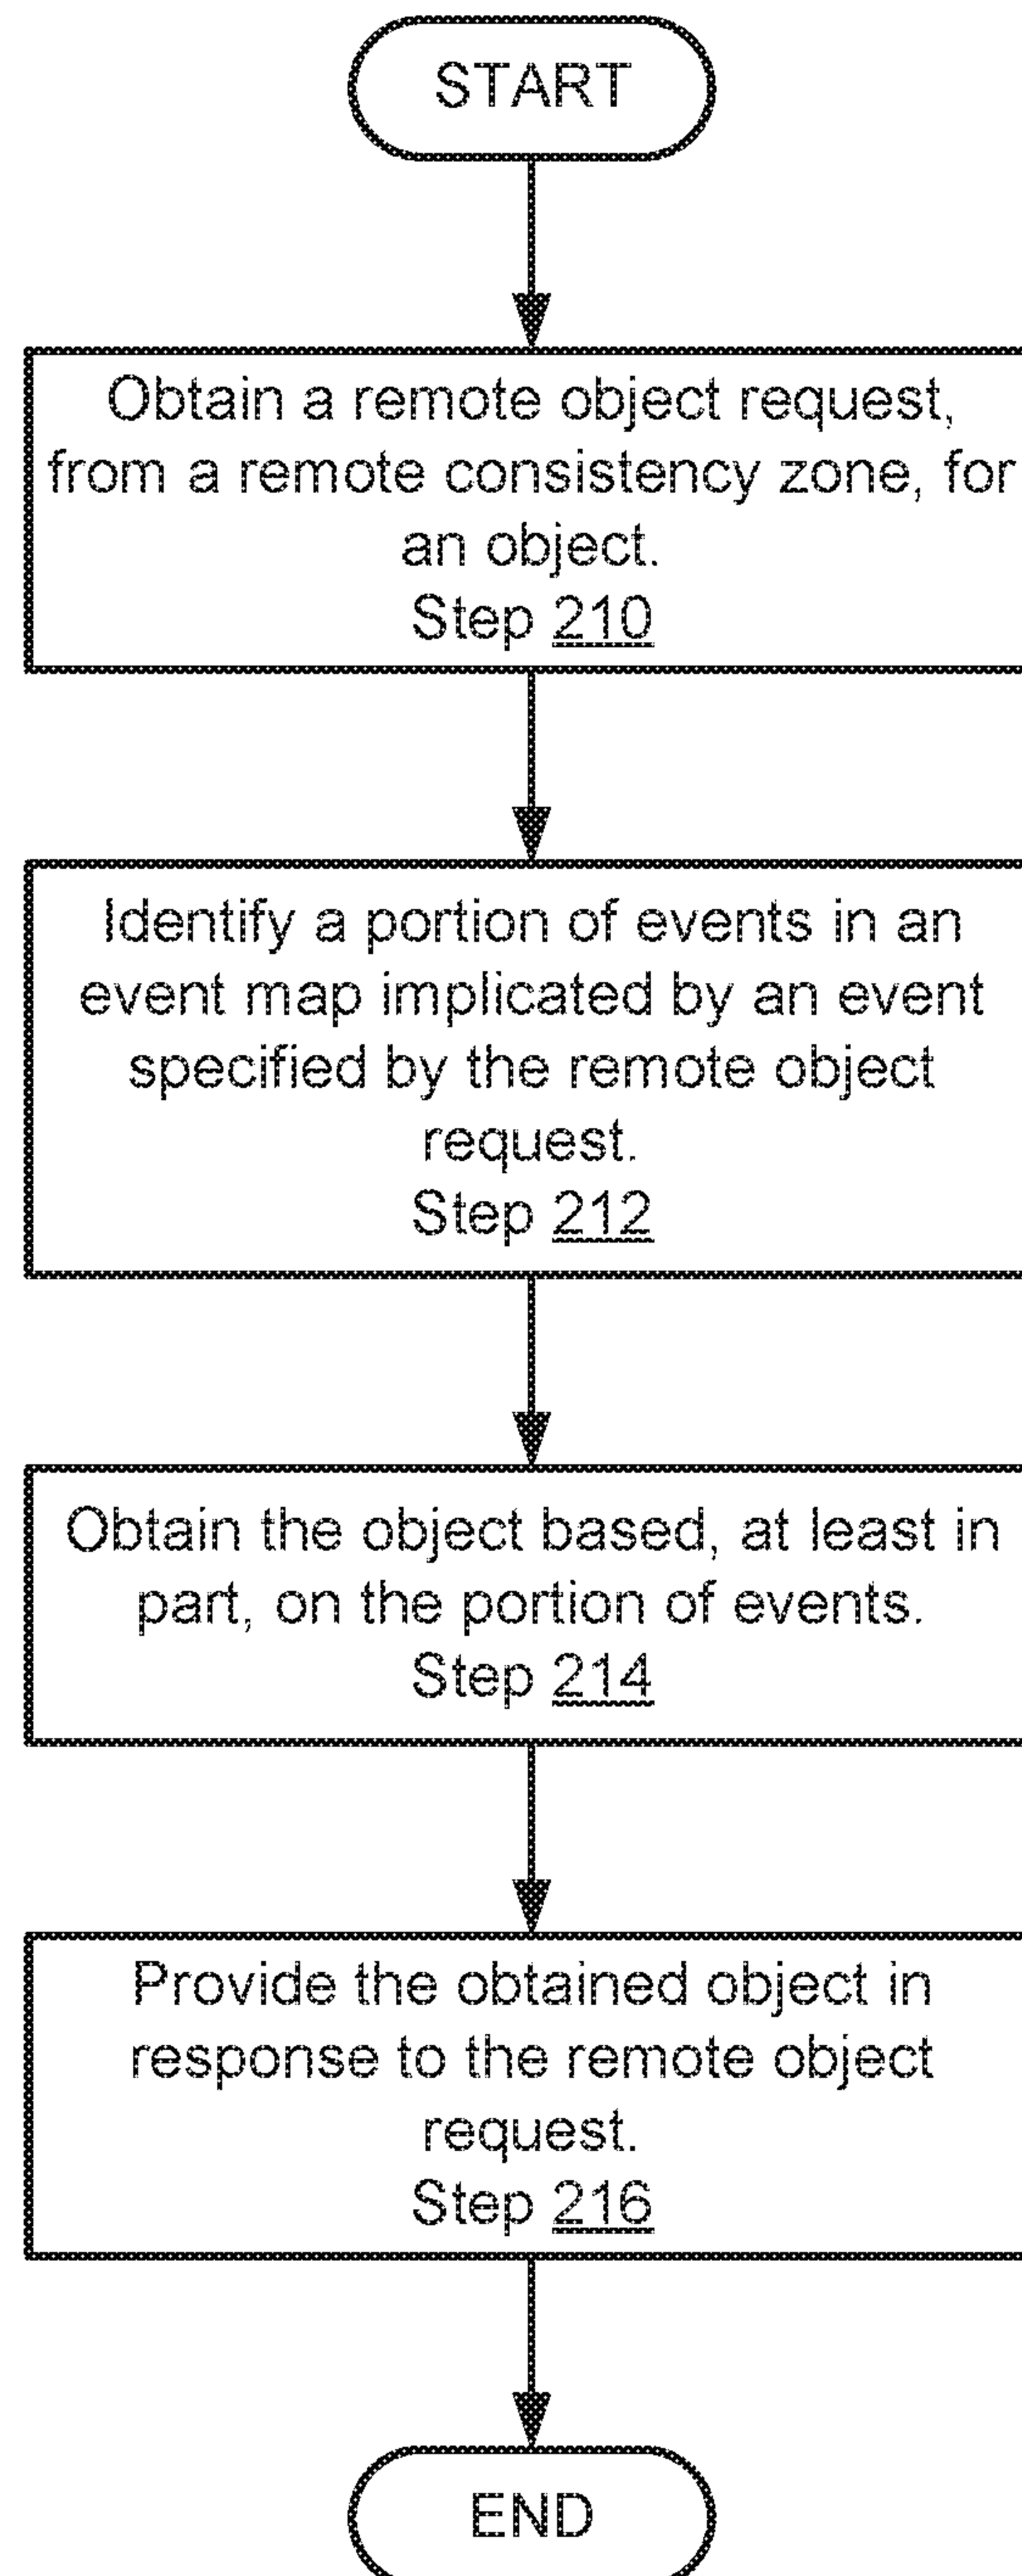 START
Obtain a remote object request,
from a remote consistency zone, for
an object.
Step 210
Identify a portion of events in an
event map implicated by an event
specified by the remote object
request.
Step 212
Obtain the object based, at least in
part, on the portion of events.
Step 214
Provide the obtained object in
response to the remote object
request.
Step 216
END